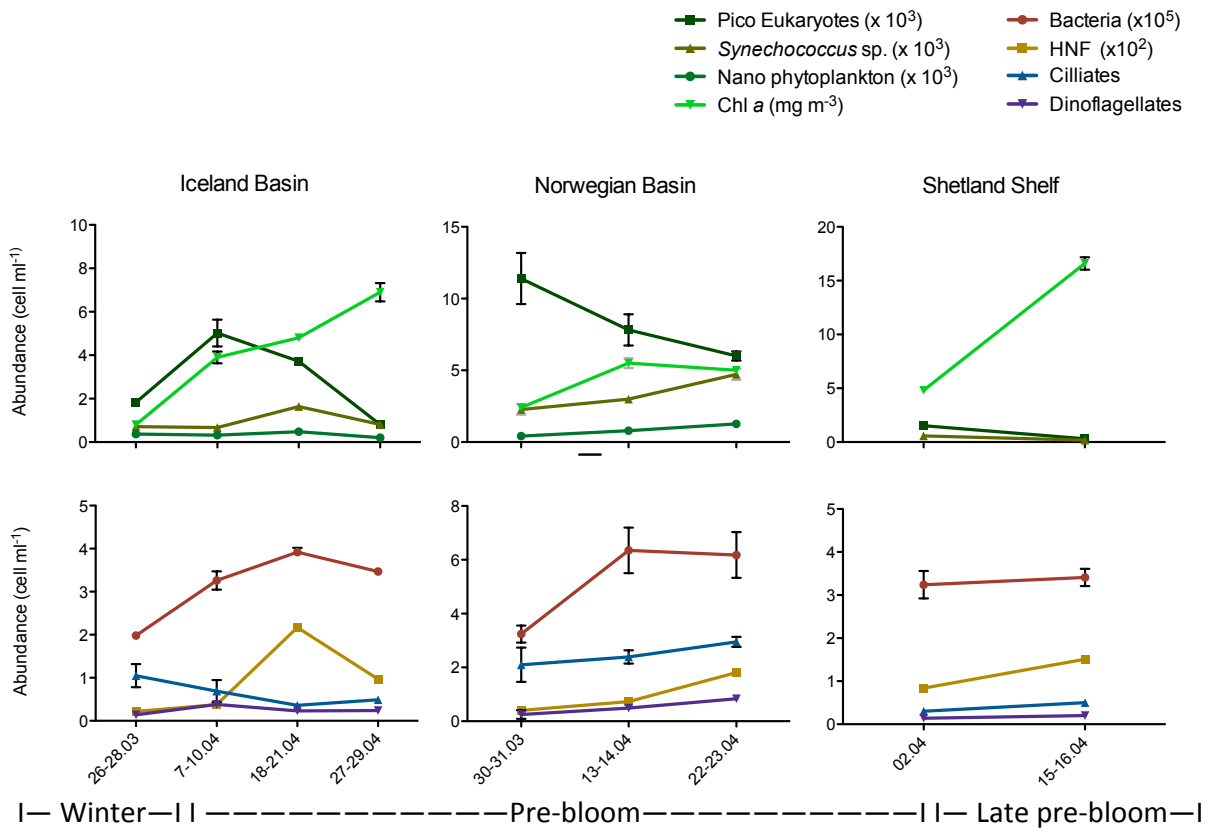 Pico Eukaryotes (x 10³)
Synechococcus sp. (x 10³)
Nano phytoplankton (x 10³)
Chl a (mg m⁻³)
Bacteria (x10⁵)
HNF (x10²)
Cilliates
Dinoflagellates
Iceland Basin
Norwegian Basin
Shetland Shelf
Abundance (cell ml⁻¹)
10
8
6
4
2
0
15
10
5
0
20
15
10
5
0
Abundance (cell ml⁻¹)
5
4
3
2
1
0
8
6
4
2
0
5
4
3
2
1
0
26-28.03
7-10.04
18-21.04
27-29.04
30-31.03
13-14.04
22-23.04
02.04
15-16.04
I— Winter —I I — — — — — — — — — — — — Pre-bloom — — — — — — — — — — — I I — Late pre-bloom —I